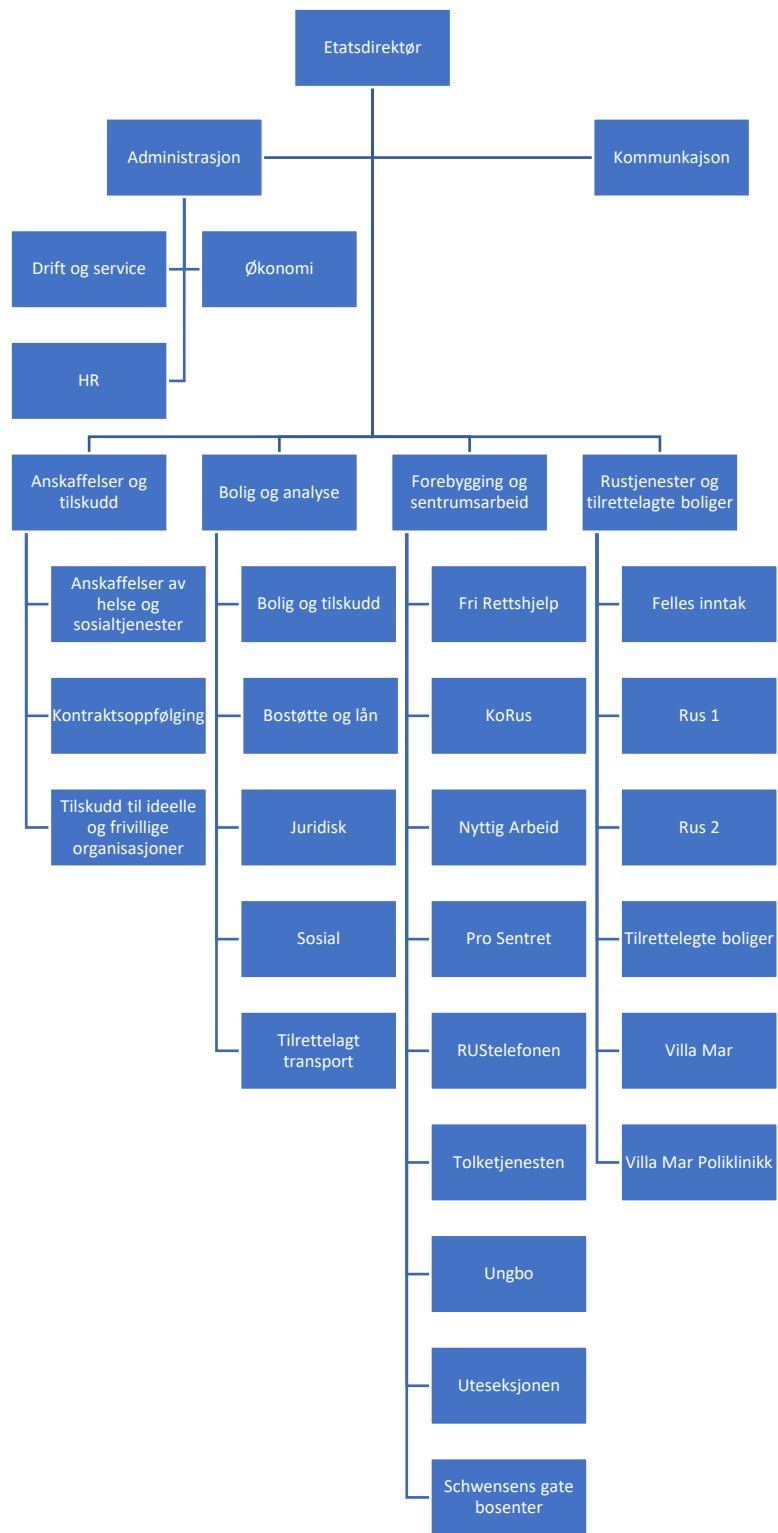 Etatsdirektør
Administrasjon
Kommunkajson
Drift og service
Økonomi
HR
Anskaffelser og
tilskudd
Bolig og analyse
Forebygging og
sentrumsarbeid
Rustjenester og
tilrettelagte boliger
Anskaffelser av
helse og
sosialtjenester
Kontraktsoppfølging
Tilskudd til ideelle
og frivillige
organisasjoner
Bolig og tilskudd
Bostøtte og lån
Juridisk
Sosial
Tilrettelagt
transport
Fri Rettshjelp
KoRus
Nyttig Arbeid
Pro Sentret
RUStelefonen
Tolketjenesten
Ungbo
Uteseksjonen
Schwensens gate
bosenter
Felles inntak
Rus 1
Rus 2
Tilrettelegte boliger
Villa Mar
Villa Mar Poliklinikk